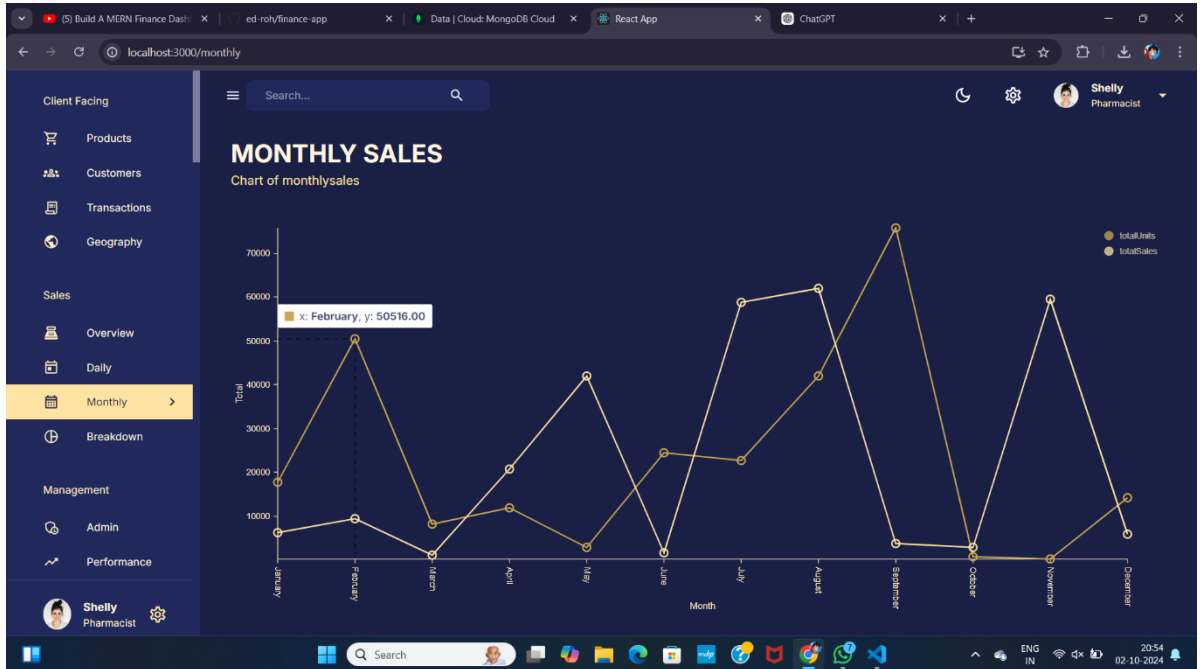 (5) Build A MERN Finance Dash
ed-roh/finance-app
Data | Cloud: MongoDB Cloud
React App
ChatGPT
localhost:3000/monthly
Client Facing
Products
Customers
Transactions
Geography
Sales
Overview
Daily
Monthly
Breakdown
Management
Admin
Performance
Shelly
Pharmacist
Search...
Shelly
Pharmacist
MONTHLY SALES
Chart of monthlysales
totalUnits
totalSales
70000
60000
50000
40000
30000
20000
10000
Total
x: February, y: 50516.00
January
February
March
April
May
June
July
August
September
October
November
December
Month
Search
7
ENG
IN
20:54
02-10-2024